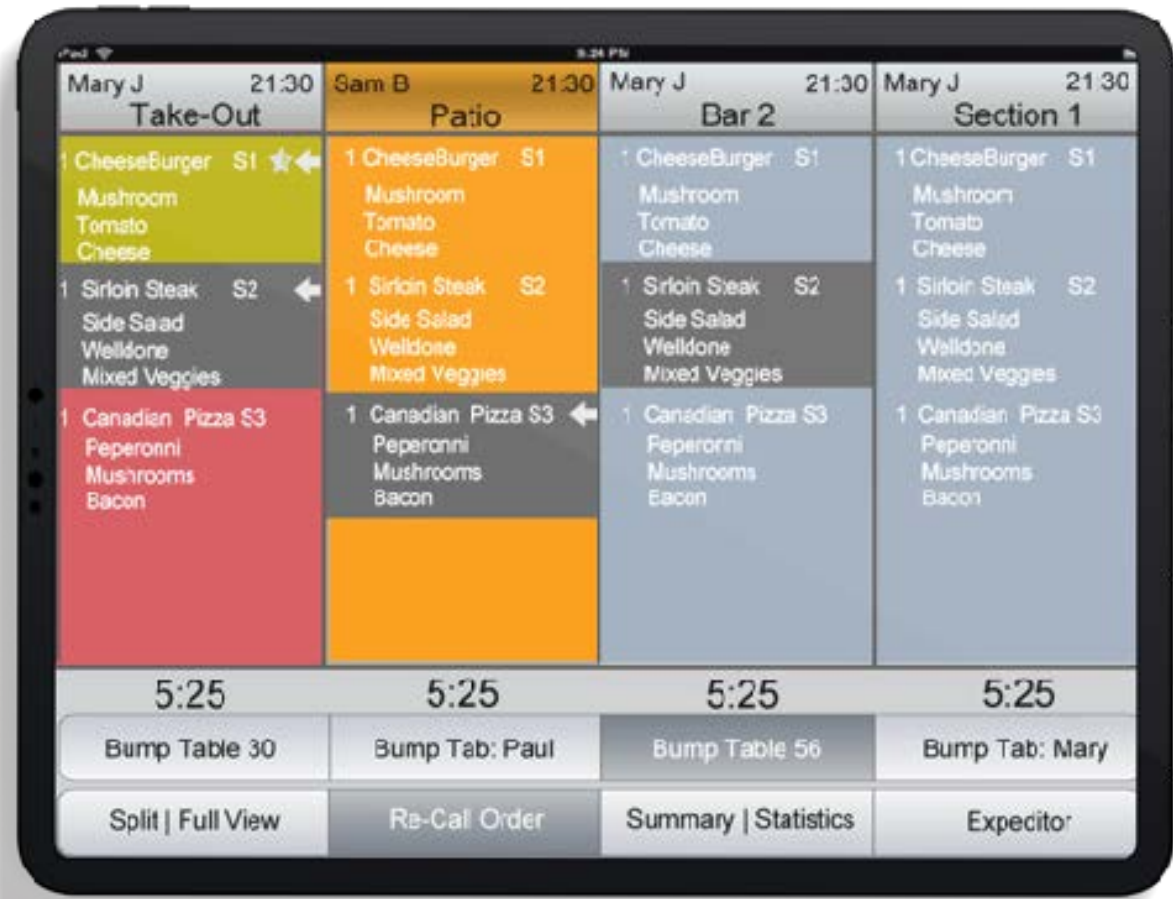 iPad 5:24 PM
Mary J 21:30
Take-Out
1 CheeseBurger S1
Mushroom
Tomato
Cheese
1 Sirloin Steak S2
Side Salad
Welldone
Mixed Veggies
1 Canadian Pizza S3
Peperonni
Mushrooms
Bacon
5:25
Bump Table 30
Sam B 21:30
Patio
1 CheeseBurger S1
Mushroom
Tomato
Cheese
1 Sirloin Steak S2
Side Salad
Welldone
Mixed Veggies
1 Canadian Pizza S3
Peperonni
Mushrooms
Bacon
5:25
Bump Tab: Paul
Mary J 21:30
Bar 2
1 CheeseBurger S1
Mushroom
Tomato
Cheese
1 Sirloin Steak S2
Side Salad
Welldone
Mixed Veggies
1 Canadian Pizza S3
Peperonni
Mushrooms
Bacon
5:25
Bump Table 56
Mary J 21:30
Section 1
1 CheeseBurger S1
Mushroom
Tomato
Cheese
1 Sirloin Steak S2
Side Salad
Welldone
Mixed Veggies
1 Canadian Pizza S3
Peperonni
Mushrooms
Bacon
5:25
Bump Tab: Mary
Split | Full View
Re-Call Order
Summary | Statistics
Expeditor